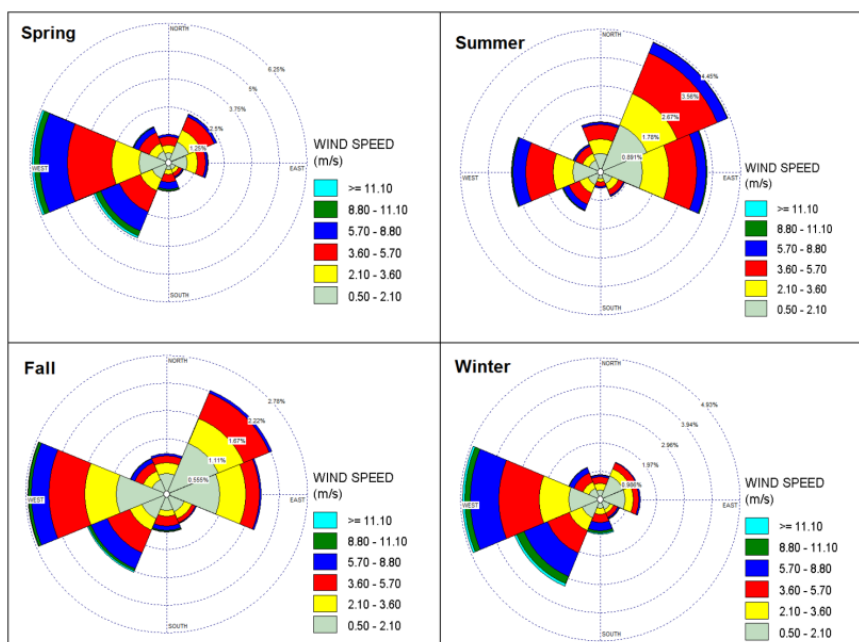 Spring
NORTH
6.25%
5%
3.75%
2.5%
1.25%
WEST
EAST
SOUTH
WIND SPEED
(m/s)
>= 11.10
8.80 - 11.10
5.70 - 8.80
3.60 - 5.70
2.10 - 3.60
0.50 - 2.10
Summer
NORTH
4.45%
3.56%
2.67%
1.78%
0.891%
WEST
EAST
SOUTH
WIND SPEED
(m/s)
>= 11.10
8.80 - 11.10
5.70 - 8.80
3.60 - 5.70
2.10 - 3.60
0.50 - 2.10
Fall
NORTH
2.78%
2.22%
1.67%
1.11%
0.555%
WEST
EAST
SOUTH
WIND SPEED
(m/s)
>= 11.10
8.80 - 11.10
5.70 - 8.80
3.60 - 5.70
2.10 - 3.60
0.50 - 2.10
Winter
NORTH
4.93%
3.94%
2.96%
1.97%
WEST
EAST
SOUTH
WIND SPEED
(m/s)
>= 11.10
8.80 - 11.10
5.70 - 8.80
3.60 - 5.70
2.10 - 3.60
0.50 - 2.10